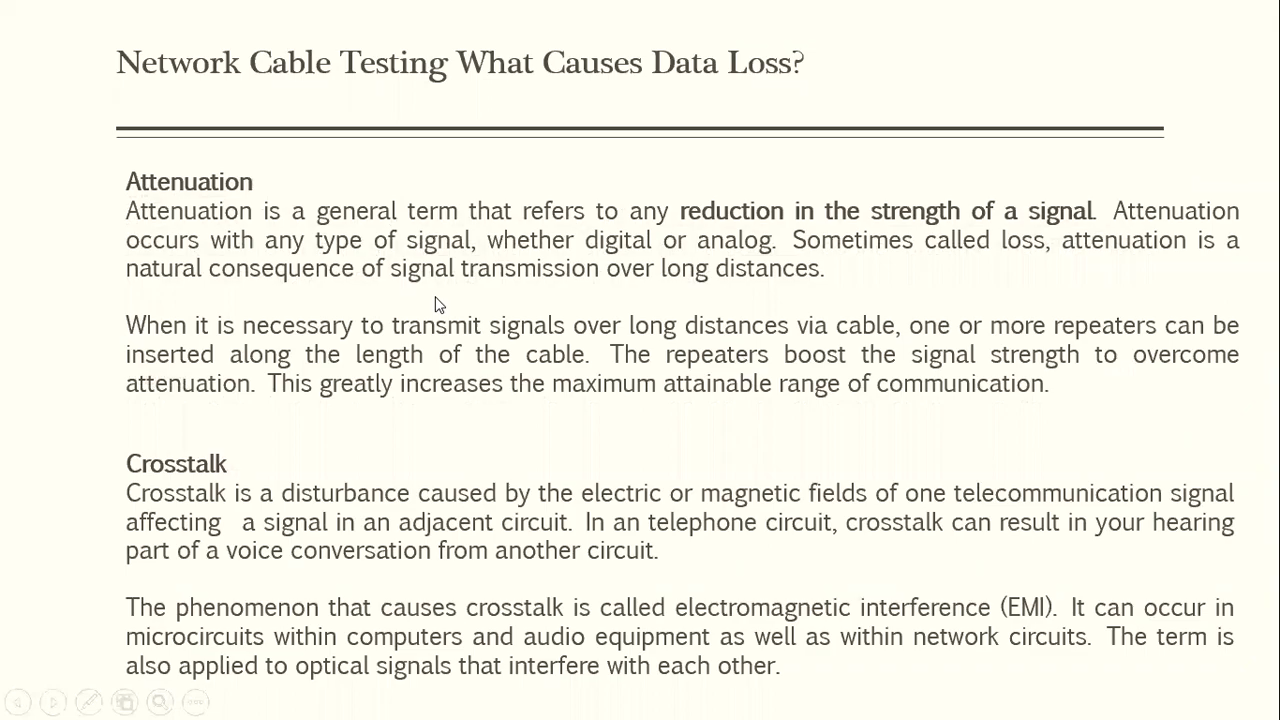 Network Cable Testing What Causes Data Loss?
Attenuation
Attenuation is a general term that refers to any reduction in the strength of a signal. Attenuation
occurs with any type of signal, whether digital or analog. Sometimes called loss, attenuation is a
natural consequence of signal transmission over long distances.
When it is necessary to transmit signals over long distances via cable, one or more repeaters can be
inserted along the length of the cable. The repeaters boost the signal strength to overcome
attenuation. This greatly increases the maximum attainable range of communication.
Crosstalk
Crosstalk is a disturbance caused by the electric or magnetic fields of one telecommunication signal
affecting a signal in an adjacent circuit. In an telephone circuit, crosstalk can result in your hearing
part of a voice conversation from another circuit.
The phenomenon that causes crosstalk is called electromagnetic interference (EMI). It can occur in
microcircuits within computers and audio equipment as well as within network circuits. The term is
also applied to optical signals that interfere with each other.